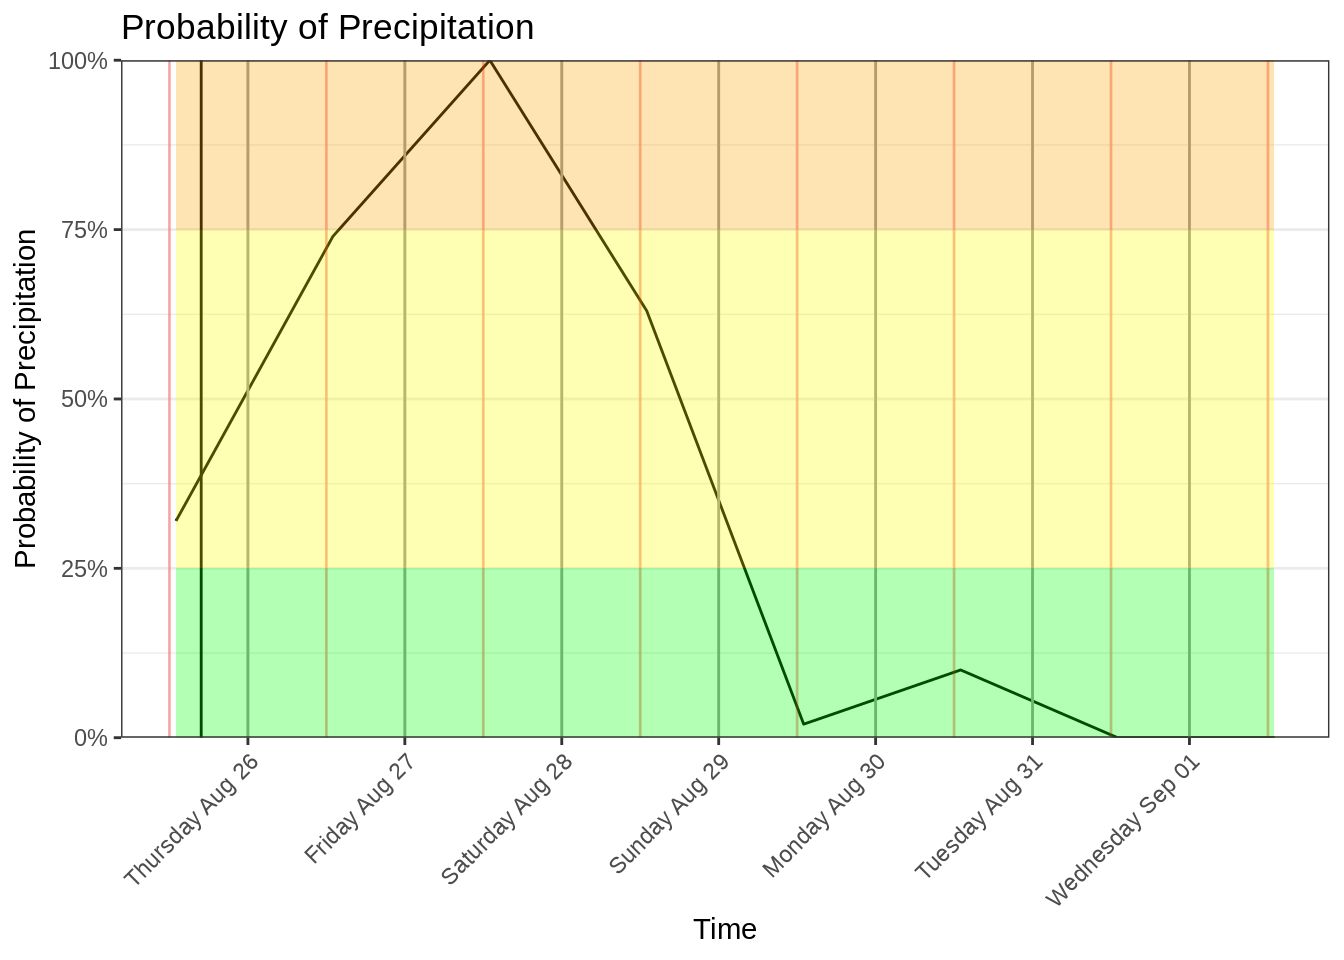 Probability of Precipitation
Probability of Precipitation
100%
75%
50%
25%
0%
Thursday Aug 26
Friday Aug 27
Saturday Aug 28
Sunday Aug 29
Monday Aug 30
Tuesday Aug 31
Wednesday Sep 01
Time